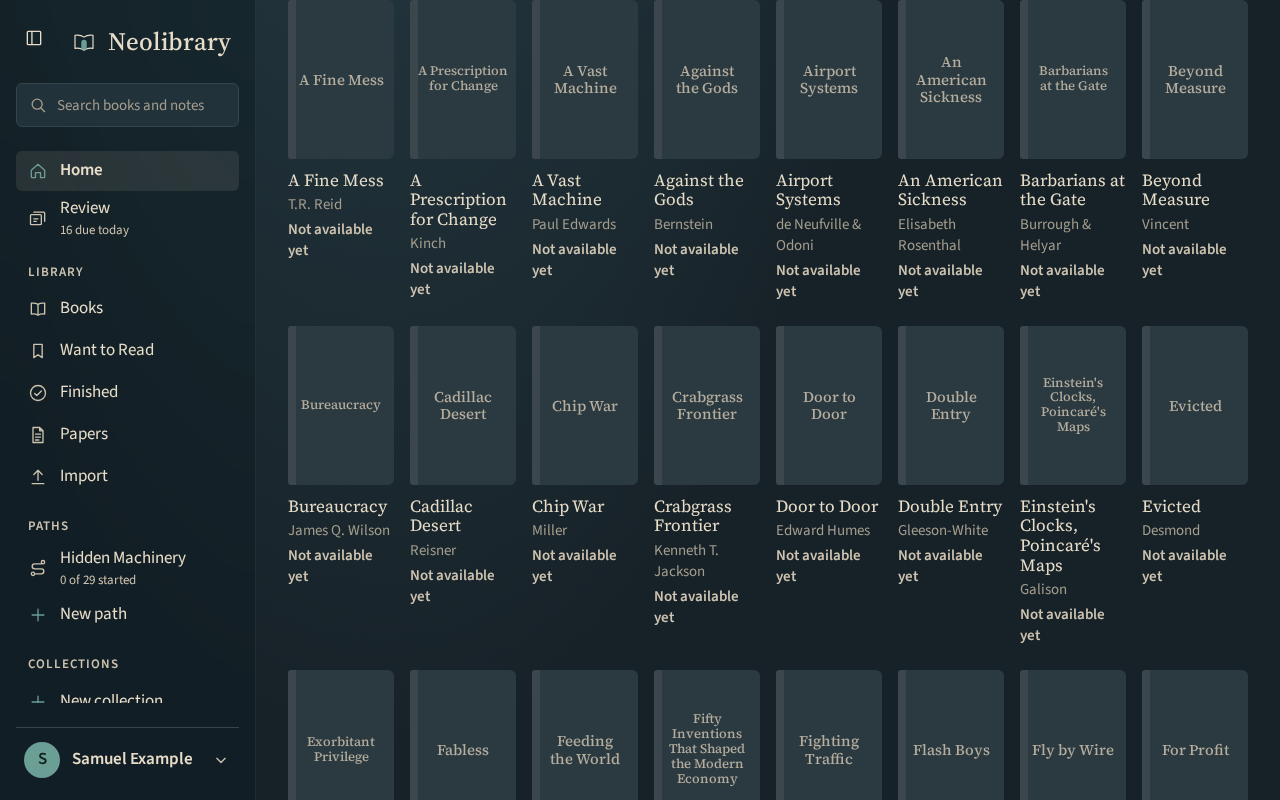 Neolibrary
Search books and notes
Home
Review
16 due today
LIBRARY
Books
Want to Read
Finished
Papers
Import
PATHS
Hidden Machinery
0 of 29 started
New path
COLLECTIONS
New collection
S
Samuel Example
A Fine Mess
A Fine Mess
T.R. Reid
Not available
yet
A Prescription
for Change
A
Prescription
for Change
Kinch
Not available
yet
A Vast
Machine
A Vast
Machine
Paul Edwards
Not available
yet
Against
the Gods
Against the
Gods
Bernstein
Not available
yet
Airport
Systems
Airport
Systems
de Neufville &
Odoni
Not available
yet
An
American
Sickness
An American
Sickness
Elisabeth
Rosenthal
Not available
yet
Barbarians
at the Gate
Barbarians at
the Gate
Burrough &
Helyar
Not available
yet
Beyond
Measure
Beyond
Measure
Vincent
Not available
yet
Bureaucracy
Bureaucracy
James Q. Wilson
Not available
yet
Cadillac
Desert
Cadillac
Desert
Reisner
Not available
yet
Chip War
Chip War
Miller
Not available
yet
Crabgrass
Frontier
Crabgrass
Frontier
Kenneth T.
Jackson
Not available
yet
Door to
Door
Door to Door
Edward Humes
Not available
yet
Double
Entry
Double Entry
Gleeson-White
Not available
yet
Einstein's
Clocks,
Poincaré's
Maps
Einstein's
Clocks,
Poincaré's
Maps
Galison
Not available
yet
Evicted
Evicted
Desmond
Not available
yet
Exorbitant
Privilege
Fabless
Feeding
the World
Fifty
Inventions
That Shaped
the Modern
Economy
Fighting
Traffic
Flash Boys
Fly by Wire
For Profit